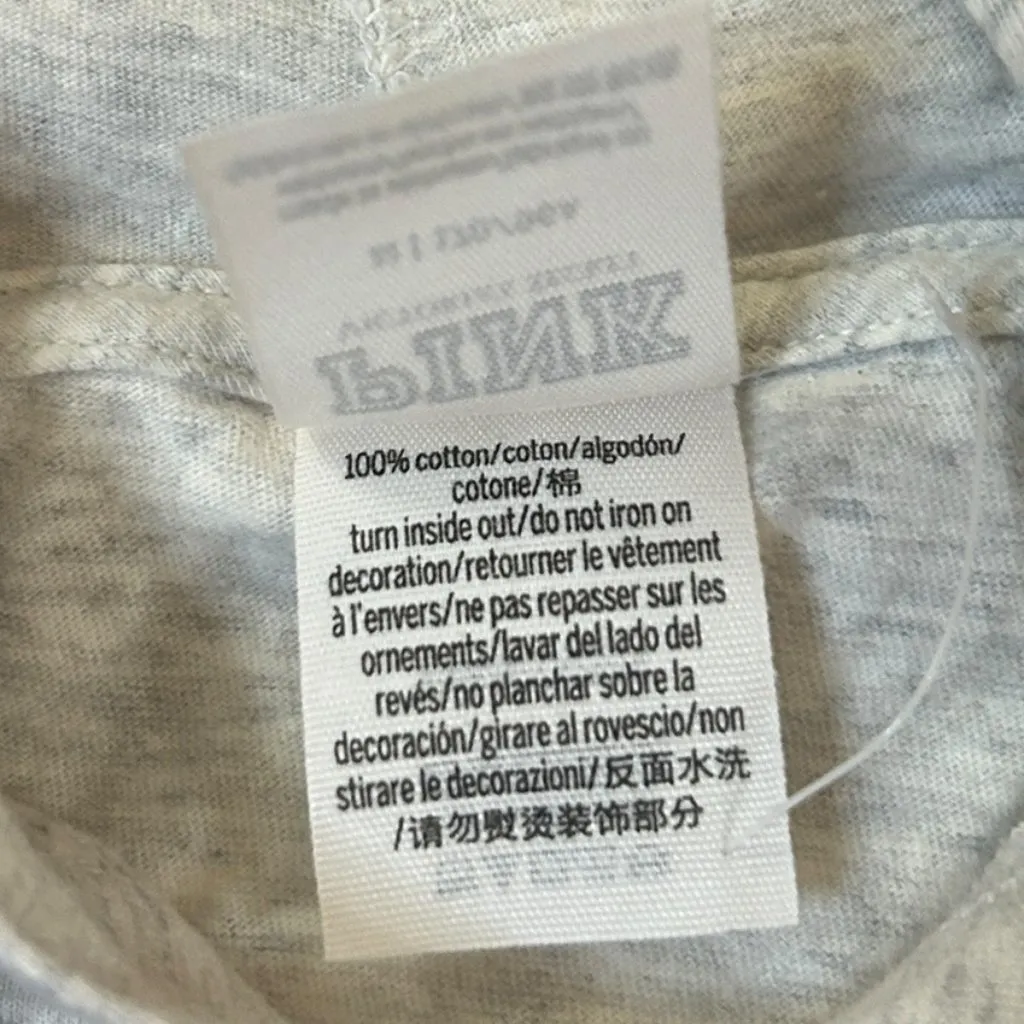 PINK
100% cotton/coton/algodón/
cotone/棉
turn inside out/do not iron on
decoration/retourner le vêtement
à l'envers/ne pas repasser sur les
ornements/lavar del lado del
revés/no planchar sobre la
decoración/girare al rovescio/non
stirare le decorazioni/反面水洗
/请勿熨烫装饰部分